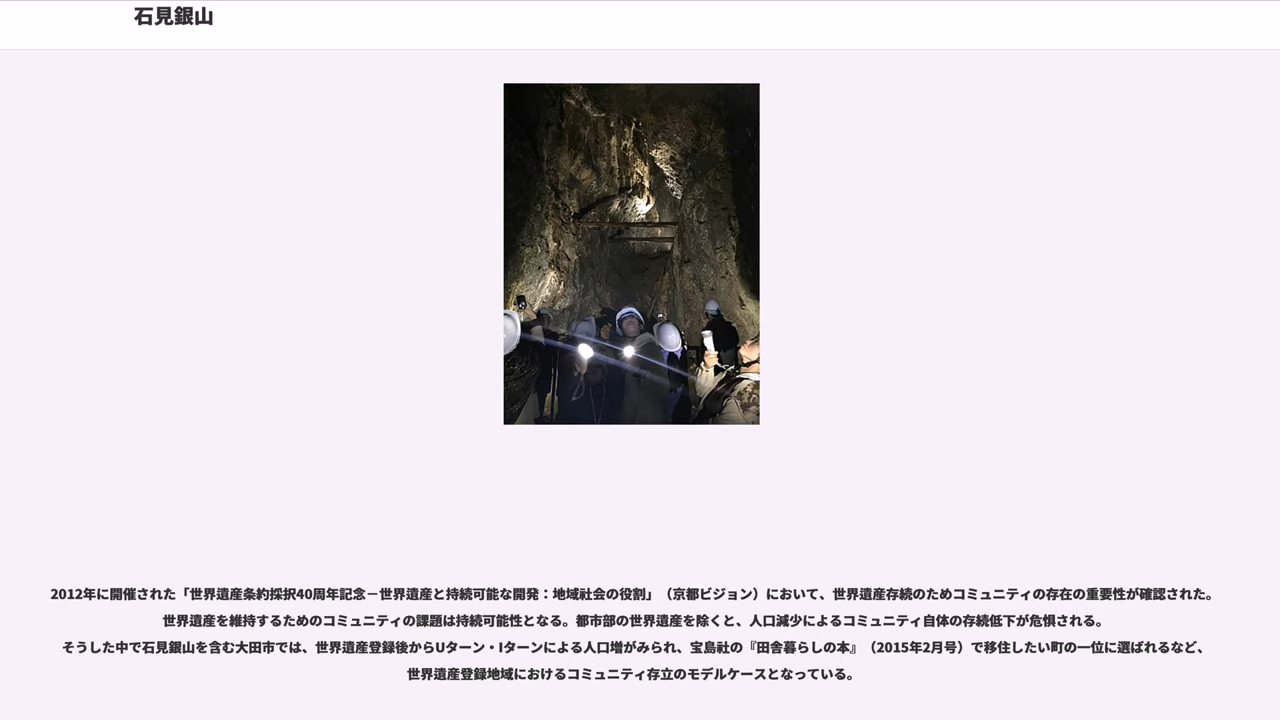 石見銀山
2012年に開催された「世界遺産条約採択40周年記念－世界遺産と持続可能な開発：地域社会の役割」（京都ビジョン）において、世界遺産存続のためコミュニティの存在の重要性が確認された。
世界遺産を維持するためのコミュニティの課題は持続可能性となる。都市部の世界遺産を除くと、人口減少によるコミュニティ自体の存続低下が危惧される。
そうした中で石見銀山を含む大田市では、世界遺産登録後からUターン・Iターンによる人口増がみられ、宝島社の『田舎暮らしの本』（2015年2月号）で移住したい町の一位に選ばれるなど、
世界遺産登録地域におけるコミュニティ存立のモデルケースとなっている。